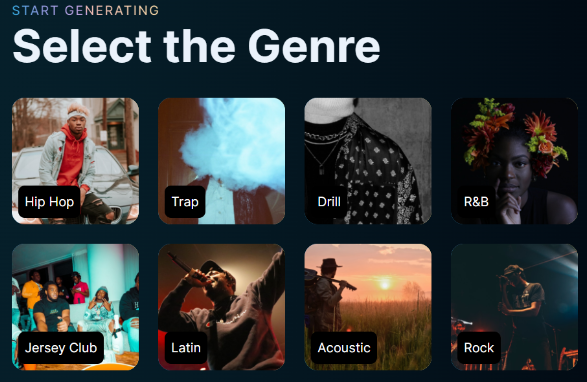 START GENERATING
Select the Genre
Hip Hop
Trap
Drill
R&B
Jersey Club
Latin
Acoustic
Rock